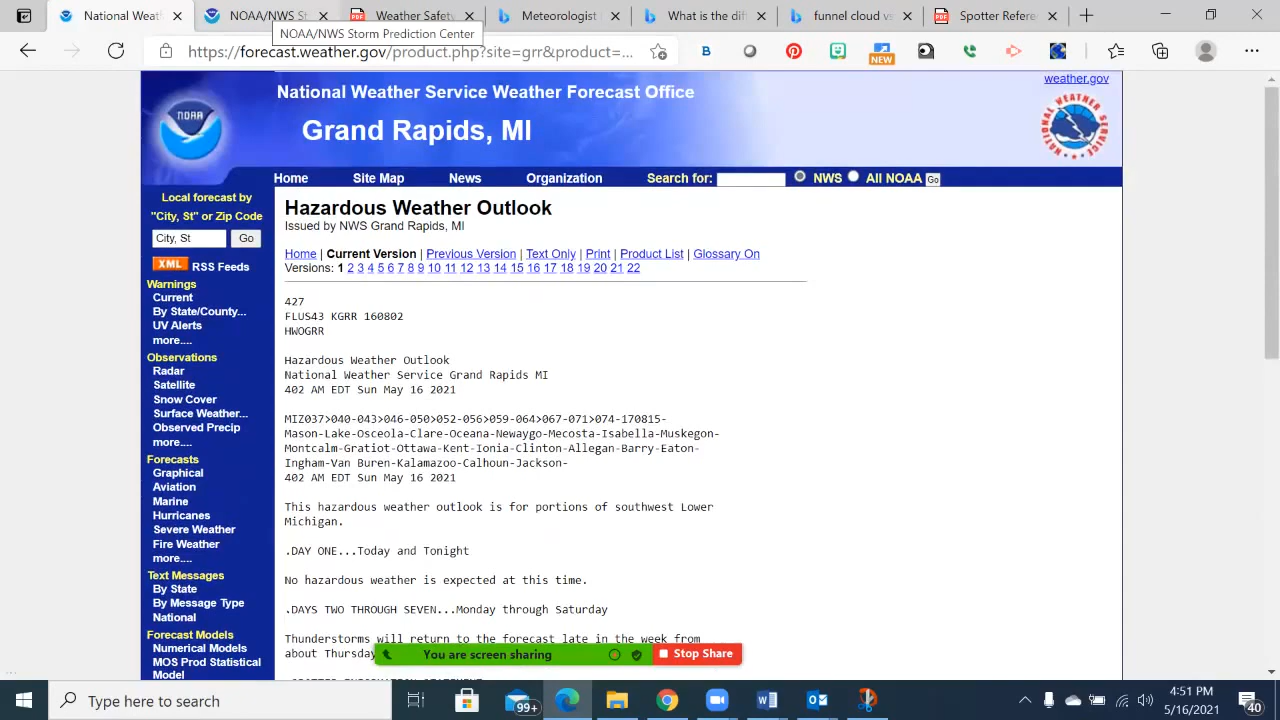 National Weather
NOAA/NWS Storm
Weather
Meteorologist
What is the dif
funnel cloud vs
Spotter Referen
NOAA/NWS Storm Prediction Center
https://forecast.weather.gov/product.php?site=grr&product=...
NEW
weather.gov
National Weather Service Weather Forecast Office
Grand Rapids, MI
NOAA
Home Site Map News Organization Search for: NWS All NOAA Go
Local forecast by
"City, St" or Zip Code
City, St Go
XML RSS Feeds
Warnings
Current
By State/County...
UV Alerts
more....
Observations
Radar
Satellite
Snow Cover
Surface Weather...
Observed Precip
more....
Forecasts
Graphical
Aviation
Marine
Hurricanes
Severe Weather
Fire Weather
more....
Text Messages
By State
By Message Type
National
Forecast Models
Numerical Models
MOS Prod Statistical
Model
Hazardous Weather Outlook
Issued by NWS Grand Rapids, MI
Home | Current Version | Previous Version | Text Only | Print | Product List | Glossary On
Versions: 1 2 3 4 5 6 7 8 9 10 11 12 13 14 15 16 17 18 19 20 21 22
427
FLUS43 KGRR 160802
HWOGRR
Hazardous Weather Outlook
National Weather Service Grand Rapids MI
402 AM EDT Sun May 16 2021
MIZ037>040-043>046-050>052-056>059-064>067-071>074-170815-
Mason-Lake-Osceola-Clare-Oceana-Newaygo-Mecosta-Isabella-Muskegon-
Montcalm-Gratiot-Ottawa-Kent-Ionia-Clinton-Allegan-Barry-Eaton-
Ingham-Van Buren-Kalamazoo-Calhoun-Jackson-
402 AM EDT Sun May 16 2021
This hazardous weather outlook is for portions of southwest Lower
Michigan.
.DAY ONE...Today and Tonight
No hazardous weather is expected at this time.
.DAYS TWO THROUGH SEVEN...Monday through Saturday
Thunderstorms will return to the forecast late in the week from
about Thursday
You are screen sharing
Stop Share
Type here to search
99+
4:51 PM
5/16/2021
40